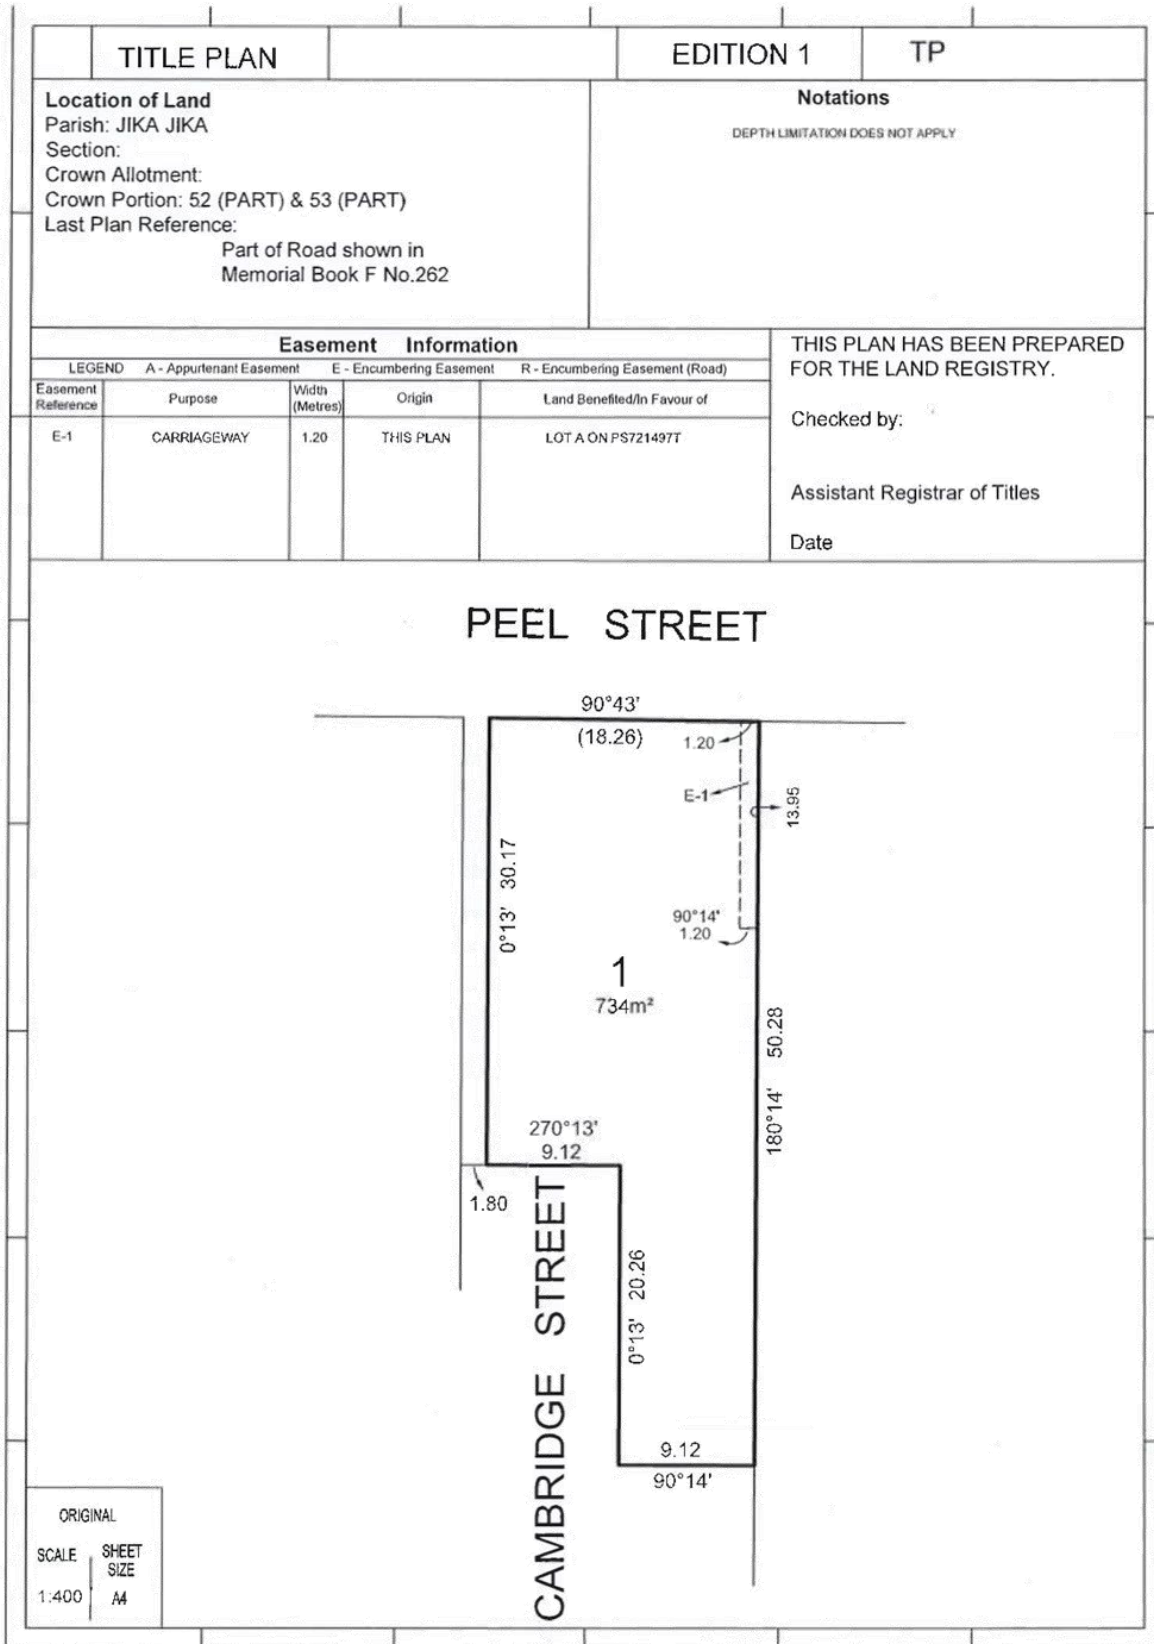 TITLE PLAN
EDITION 1
TP
Location of Land
Parish: JIKA JIKA
Section:
Crown Allotment:
Crown Portion: 52 (PART) & 53 (PART)
Last Plan Reference:
Part of Road shown in
Memorial Book F No.262
Notations
DEPTH LIMITATION DOES NOT APPLY
Easement Information
LEGEND A - Appurtenant Easement E - Encumbering Easement R - Encumbering Easement (Road)
Easement
Reference
Purpose
Width
(Metres)
Origin
Land Benefited/In Favour of
E-1
CARRIAGEWAY
1.20
THIS PLAN
LOT A ON PS721497T
THIS PLAN HAS BEEN PREPARED
FOR THE LAND REGISTRY.
Checked by:
Assistant Registrar of Titles
Date
PEEL STREET
90°43'
(18.26)
1.20
E-1
13.95
0°13' 30.17
90°14'
1.20
1
734m²
180°14' 50.28
270°13'
9.12
1.80
CAMBRIDGE STREET
0°13' 20.26
9.12
90°14'
ORIGINAL
SCALE
SHEET
SIZE
1:400
A4